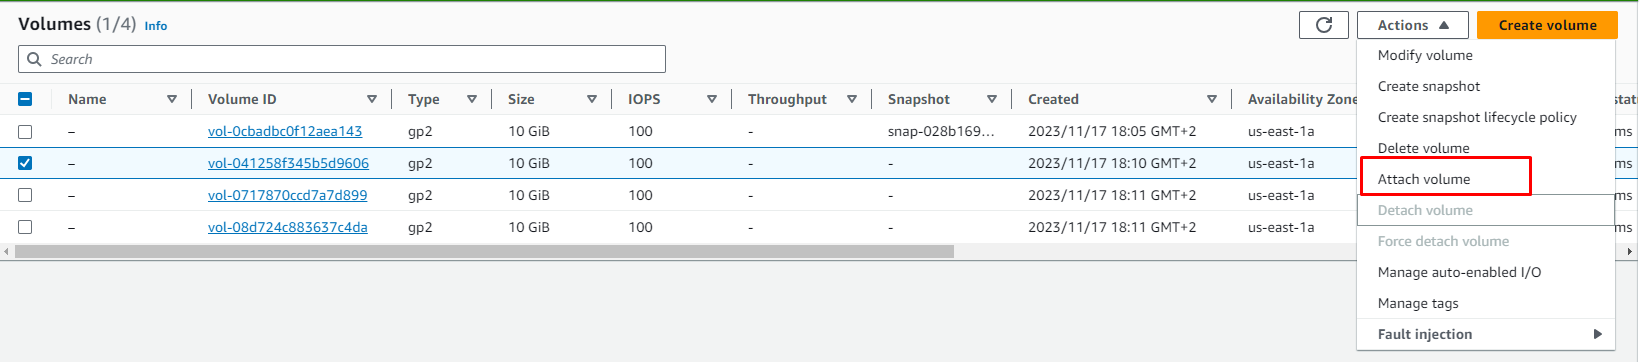 Volumes (1/4) Info
Actions
Create volume
Search
Name Volume ID Type Size IOPS Throughput Snapshot Created Availability Zone
– vol-0cbadbc0f12aea143 gp2 10 GiB 100 - snap-028b169... 2023/11/17 18:05 GMT+2 us-east-1a
– vol-041258f345b5d9606 gp2 10 GiB 100 - - 2023/11/17 18:10 GMT+2 us-east-1a
– vol-0717870ccd7a7d899 gp2 10 GiB 100 - - 2023/11/17 18:11 GMT+2 us-east-1a
– vol-08d724c883637c4da gp2 10 GiB 100 - - 2023/11/17 18:11 GMT+2 us-east-1a
Modify volume
Create snapshot
Create snapshot lifecycle policy
Delete volume
Attach volume
Detach volume
Force detach volume
Manage auto-enabled I/O
Manage tags
Fault injection